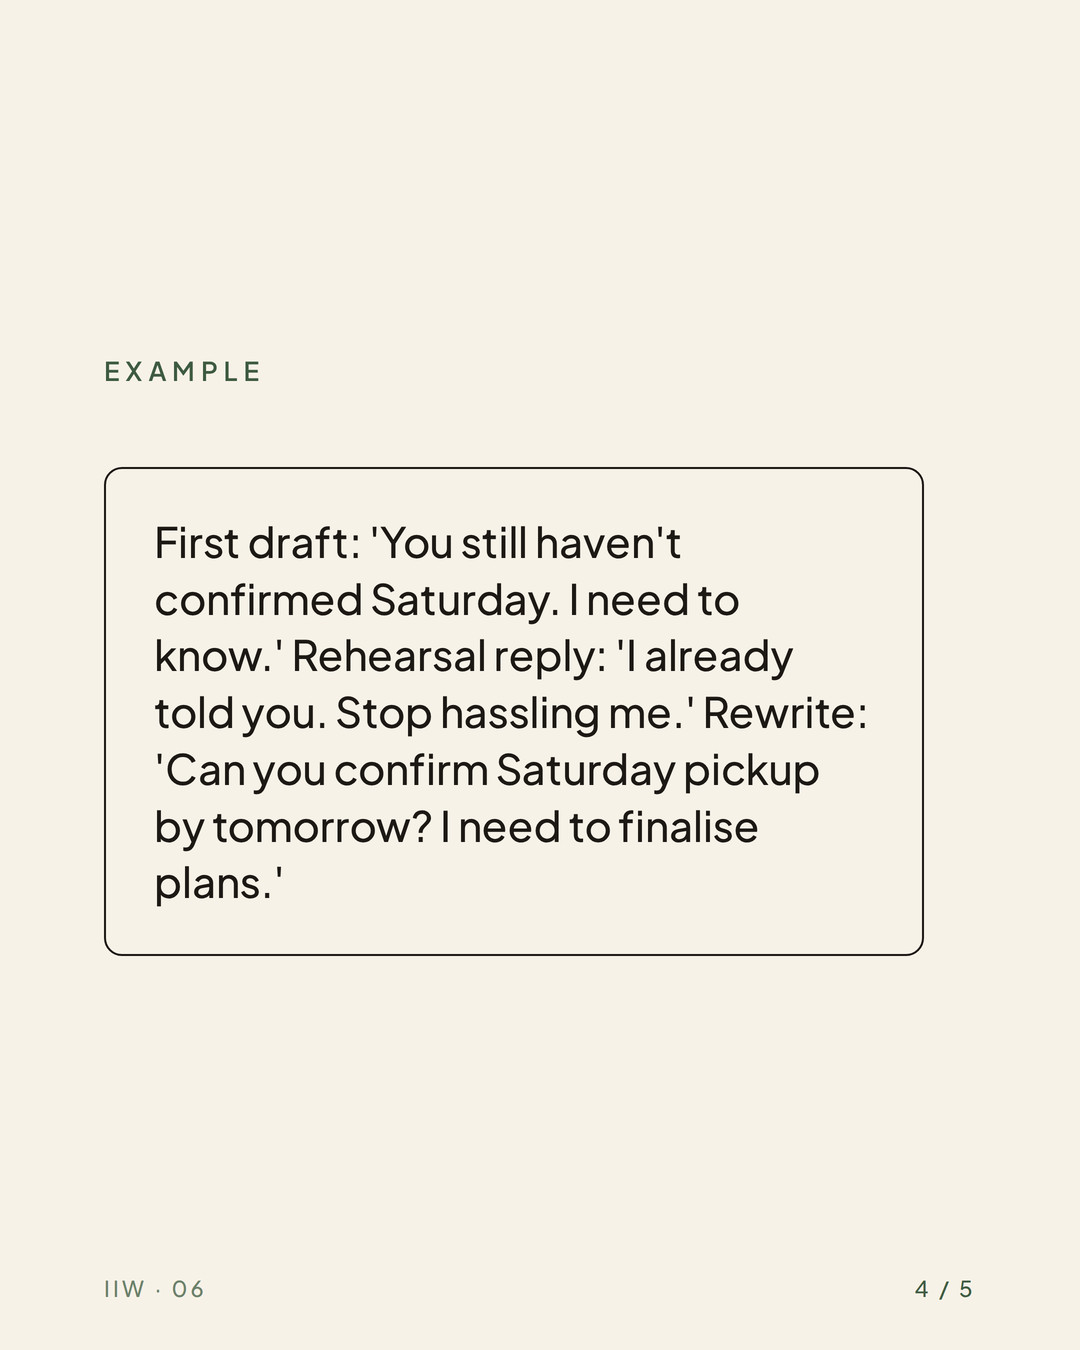 EXAMPLE
First draft: 'You still haven't
confirmed Saturday. I need to
know.' Rehearsal reply: 'I already
told you. Stop hassling me.' Rewrite:
'Can you confirm Saturday pickup
by tomorrow? I need to finalise
plans.'
IIW · 06
4 / 5